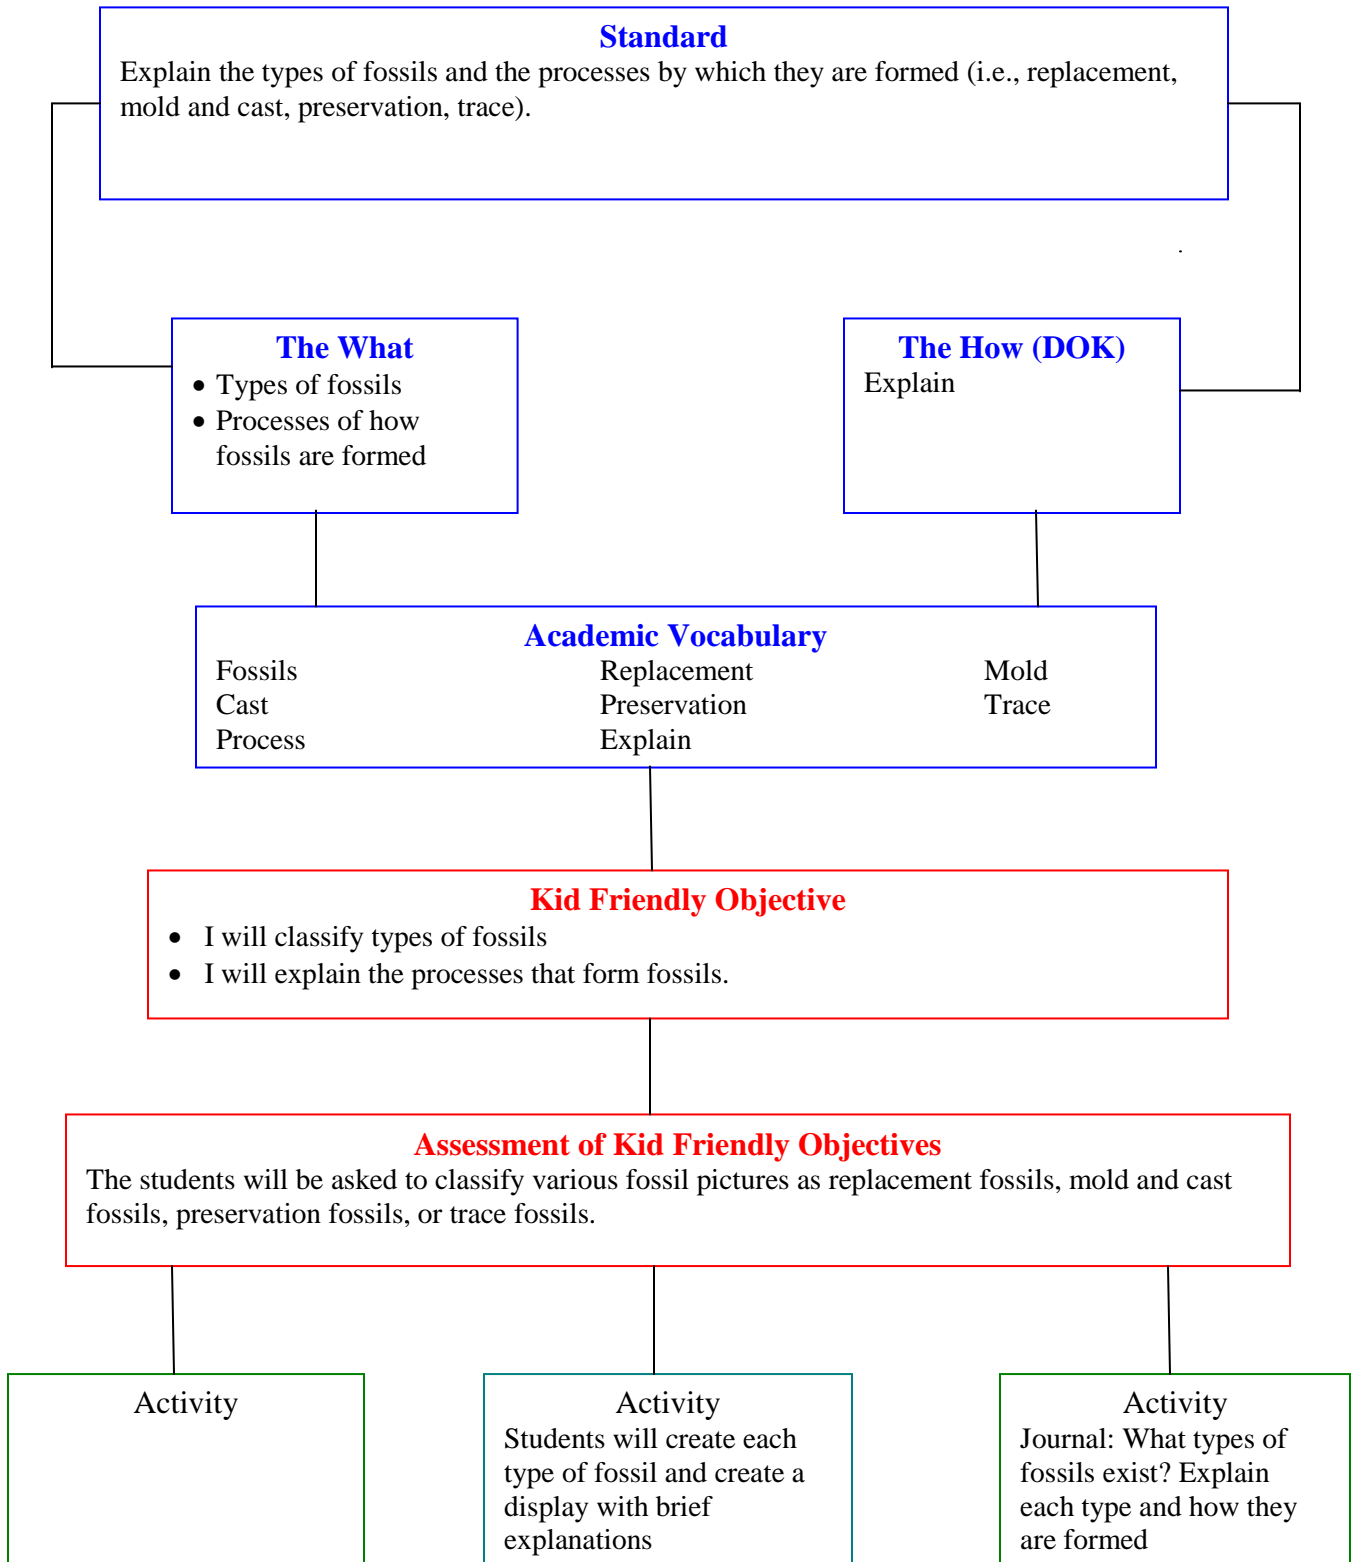 Standard
Explain the types of fossils and the processes by which they are formed (i.e., replacement,
mold and cast, preservation, trace).
The What
• Types of fossils
• Processes of how
fossils are formed
The How (DOK)
Explain
Academic Vocabulary
Fossils Replacement Mold
Cast Preservation Trace
Process Explain
Kid Friendly Objective
• I will classify types of fossils
• I will explain the processes that form fossils.
Assessment of Kid Friendly Objectives
The students will be asked to classify various fossil pictures as replacement fossils, mold and cast
fossils, preservation fossils, or trace fossils.
Activity
Activity
Students will create each
type of fossil and create a
display with brief
explanations
Activity
Journal: What types of
fossils exist? Explain
each type and how they
are formed